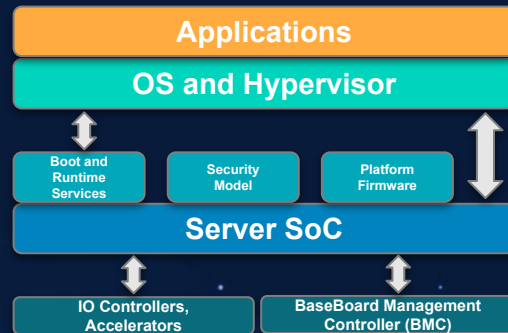 Applications
OS and Hypervisor
Boot and
Runtime
Services
Security
Model
Platform
Firmware
Server SoC
IO Controllers,
Accelerators
BaseBoard Management
Controller (BMC)